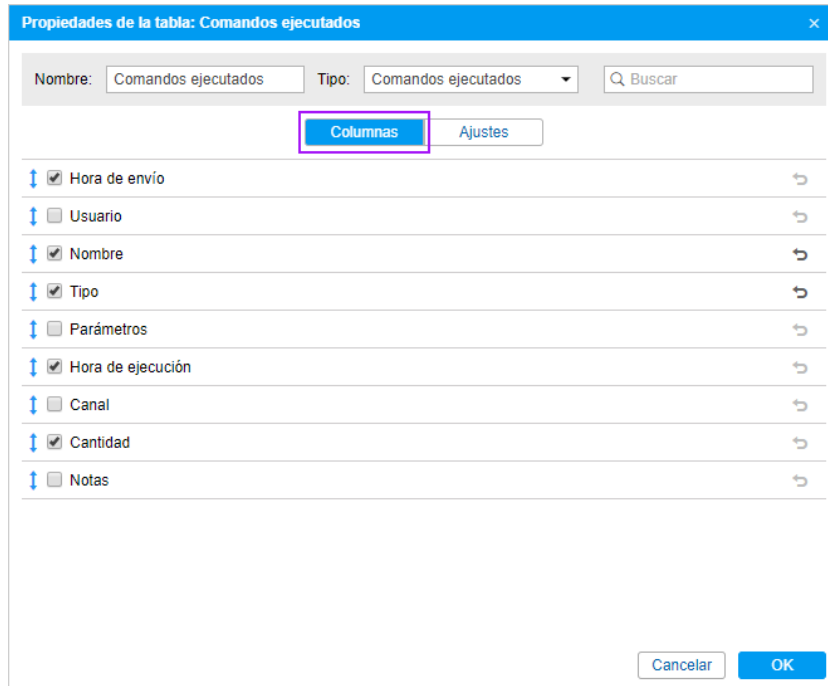 Propiedades de la tabla: Comandos ejecutados
Nombre: Comandos ejecutados Tipo: Comandos ejecutados Buscar
Columnas Ajustes
Hora de envío
Usuario
Nombre
Tipo
Parámetros
Hora de ejecución
Canal
Cantidad
Notas
Cancelar OK